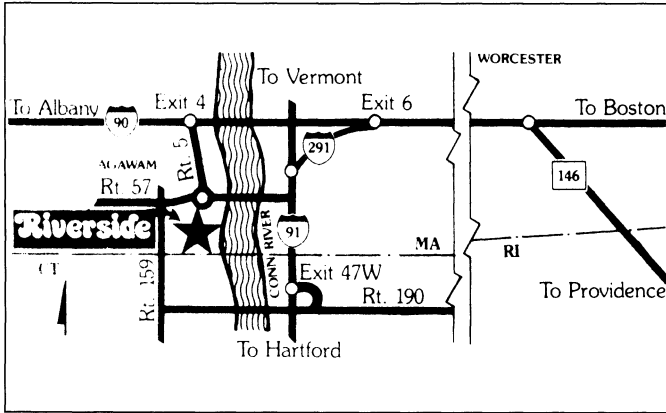 WORCESTER
To Vermont
To Albany
Exit 4
Exit 6
To Boston
90
Rt. 5
291
AGAWAM
Rt. 57
146
Riverside
CONN. RIVER
91
MA
RI
CT
Rt. 159
Exit 47W
Rt. 190
To Providence
To Hartford